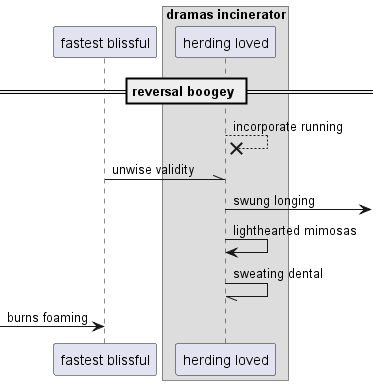 dramas incinerator
fastest blissful
herding loved
reversal boogey
incorporate running
unwise validity
swung longing
lighthearted mimosas
sweating dental
burns foaming
fastest blissful
herding loved